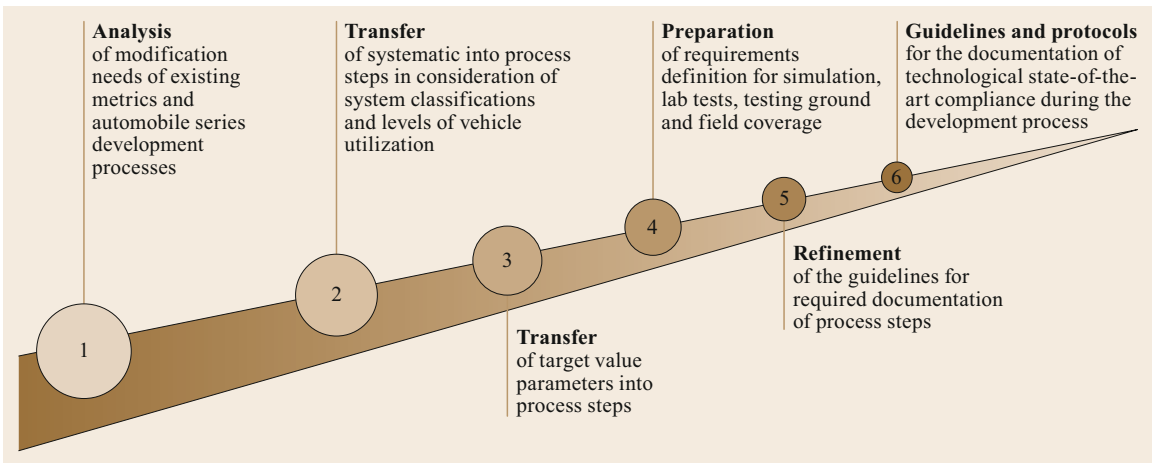 Analysis
of modification
needs of existing
metrics and
automobile series
development
processes
1
Transfer
of systematic into process
steps in consideration of
system classifications
and levels of vehicle
utilization
2
3
Transfer
of target value
parameters into
process steps
Preparation
of requirements
definition for simulation,
lab tests, testing ground
and field coverage
4
5
Refinement
of the guidelines for
required documentation
of process steps
Guidelines and protocols
for the documentation of
technological state-of-the-
art compliance during the
development process
6